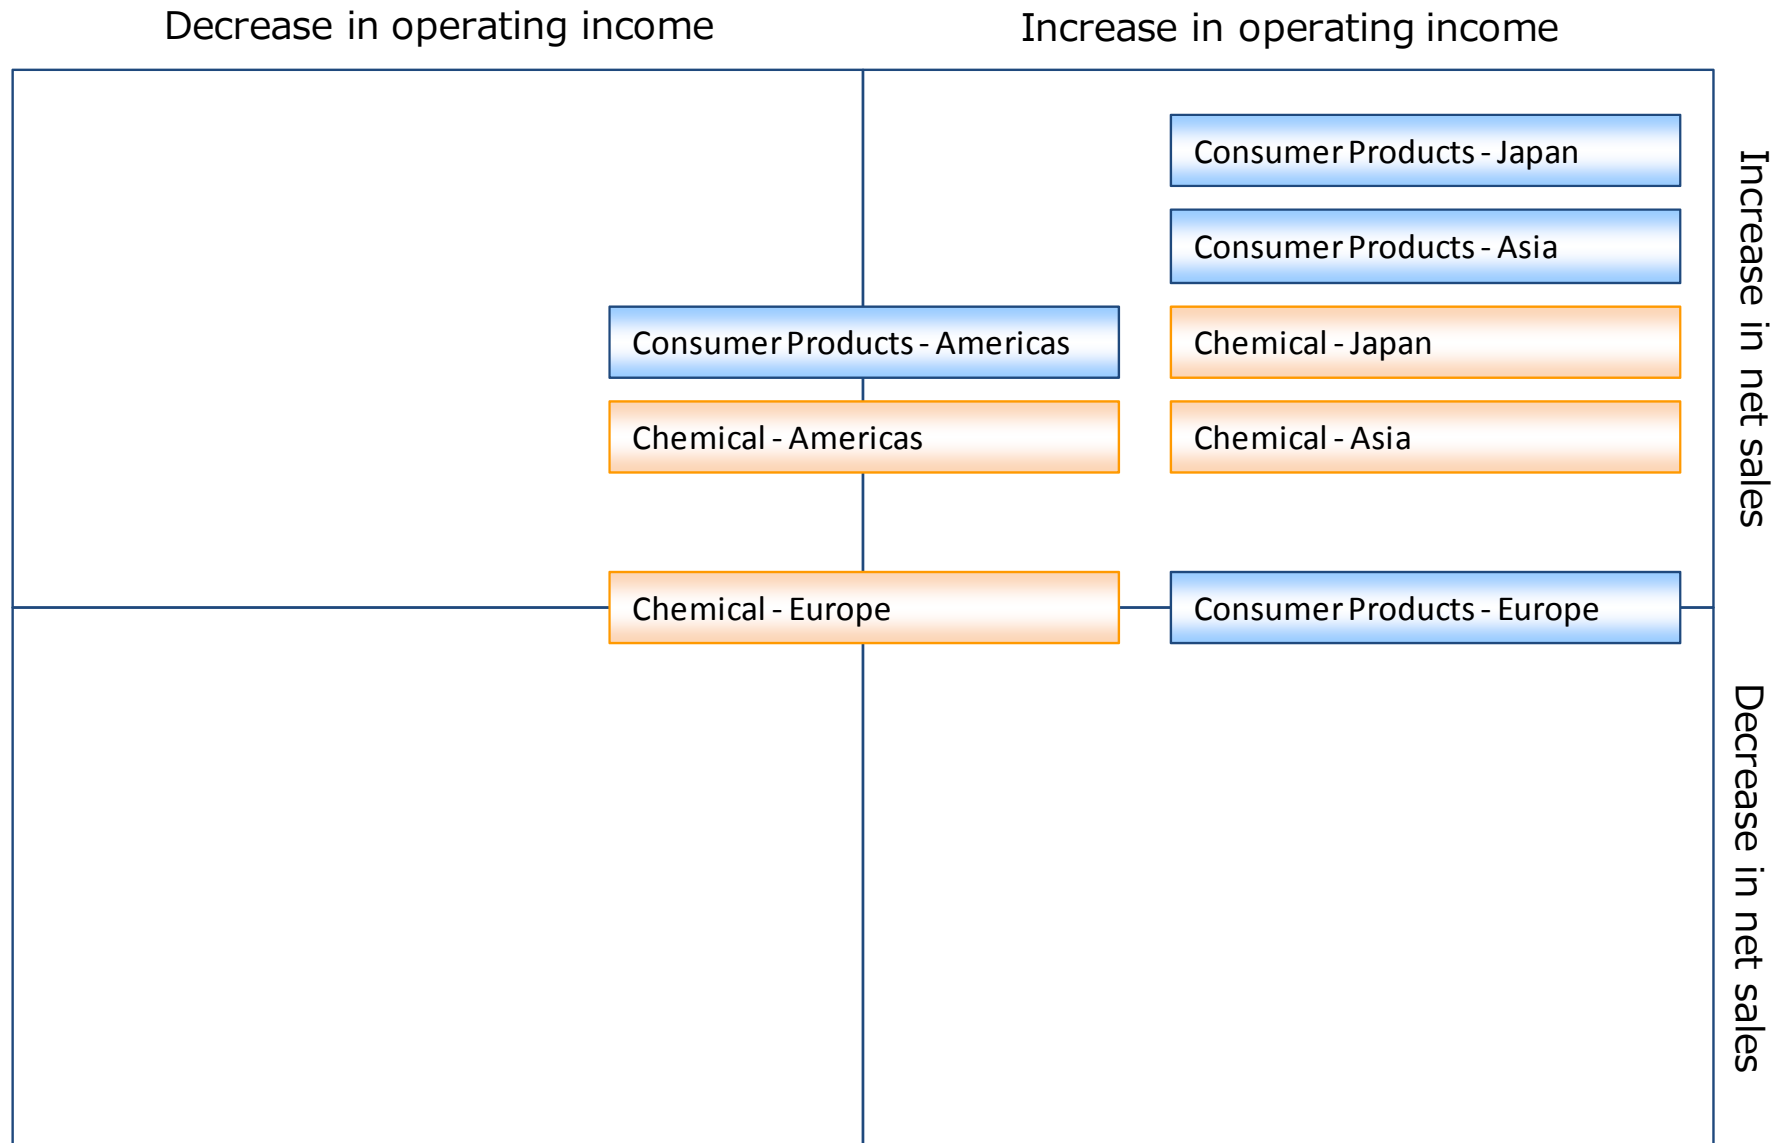 Decrease in operating income
Increase in operating income
Consumer Products - Japan
Consumer Products - Asia
Consumer Products - Americas
Chemical - Japan
Chemical - Americas
Chemical - Asia
Increase in net sales
Chemical - Europe
Consumer Products - Europe
Decrease in net sales